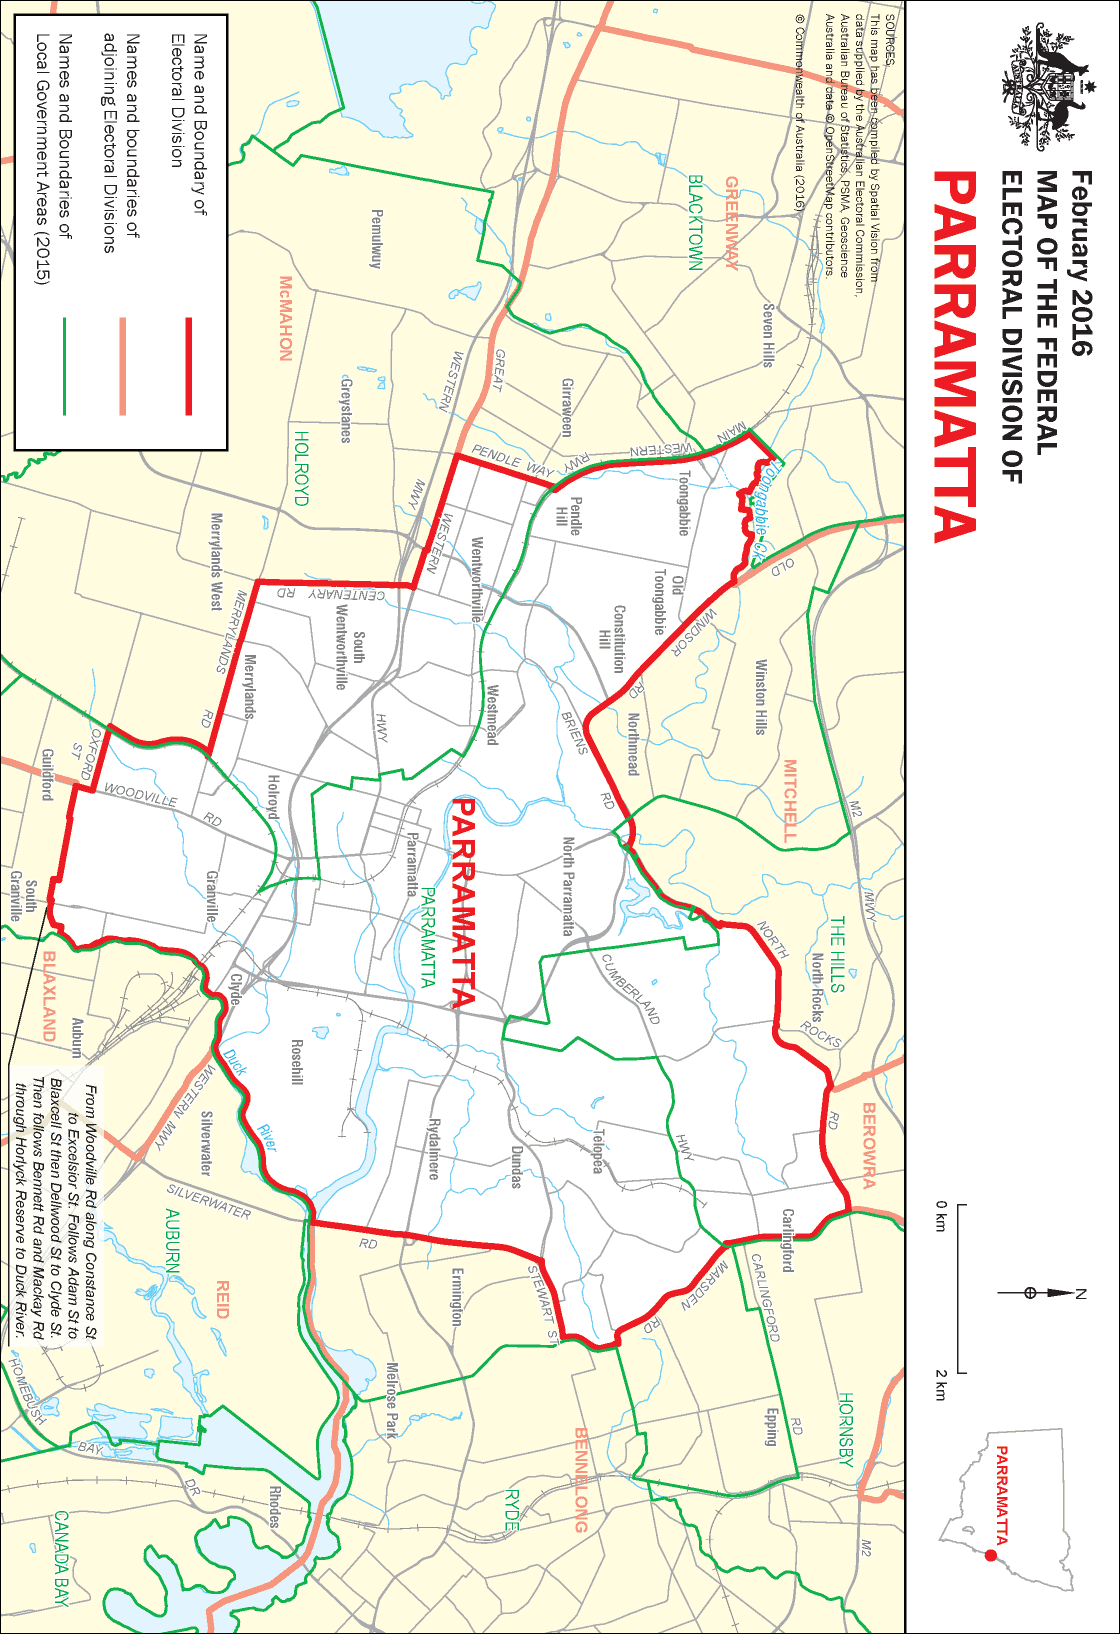 February 2016
MAP OF THE FEDERAL
ELECTORAL DIVISION OF
PARRAMATTA
AUSTRALIA
0 km
2 km
N
PARRAMATTA
SOURCES:
This map has been compiled by Spatial Vision from
data supplied by the Australian Electoral Commission,
Australian Bureau of Statistics, PSMA, Geoscience
Australia and data © OpenStreetMap contributors.
© Commonwealth of Australia (2016)
GREENWAY
BLACKTOWN
Seven Hills
Pemulwuy
McMAHON
Greystanes
HOLROYD
Girraween
GREAT
WESTERN
PENDLE WAY
WESTERN
RWY
MAIN
Toongabbie Ck
OLD
WINDSOR
RD
Toongabbie
Pendle
Hill
Old
Toongabbie
Constitution
Hill
Wentworthville
MWY
WESTERN
CENTENARY
RD
South
Wentworthville
Merrylands West
MERRYLANDS
RD
Merrylands
Winston Hills
MITCHELL
M2
MWY
Northmead
BRIENS
RD
Westmead
HWY
OXFORD
ST
Guildford
WOODVILLE
RD
Holroyd
Parramatta
PARRAMATTA
PARRAMATTA
North Parramatta
Granville
South
Granville
BLAXLAND
Auburn
Clyde
THE HILLS
North Rocks
NORTH
ROCKS
RD
CUMBERLAND
HWY
Rosehill
Duck
River
WESTERN MWY
Silverwater
SILVERWATER
RD
AUBURN
REID
Rydalmere
Dundas
Telopea
BEROWRA
Carlingford
CARLINGFORD
RD
MARSDEN
RD
STEWART ST
Ermington
Melrose Park
Epping
HORNSBY
BENNELONG
RYDE
M2
HOMEBUSH
BAY
DR
Rhodes
CANADA BAY
From Woodville Rd along Constance St
to Excelsior St. Follows Adam St to
Blaxcell St then Dellwood St to Clyde St.
Then follows Bennett Rd and Mackay Rd
through Horlyck Reserve to Duck River.
Name and Boundary of
Electoral Division
Names and boundaries of
adjoining Electoral Divisions
Names and Boundaries of
Local Government Areas (2015)